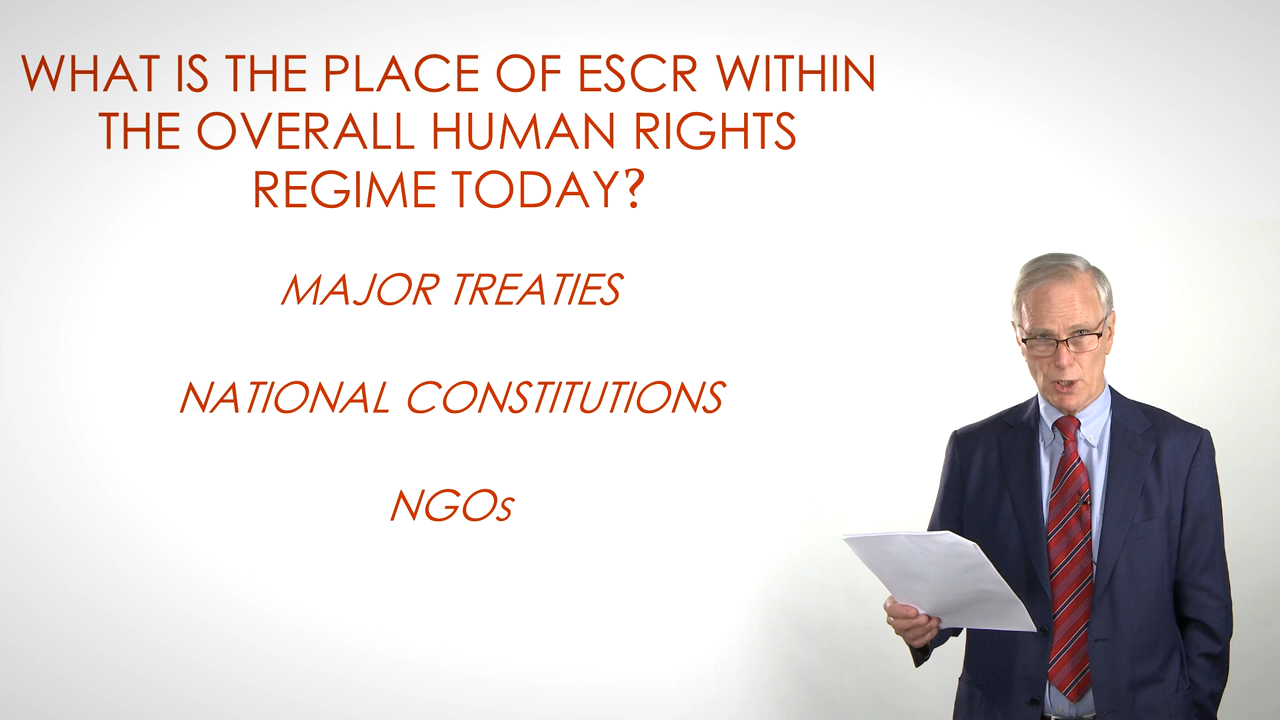 WHAT IS THE PLACE OF ESCR WITHIN
THE OVERALL HUMAN RIGHTS
REGIME TODAY?
MAJOR TREATIES
NATIONAL CONSTITUTIONS
NGOs